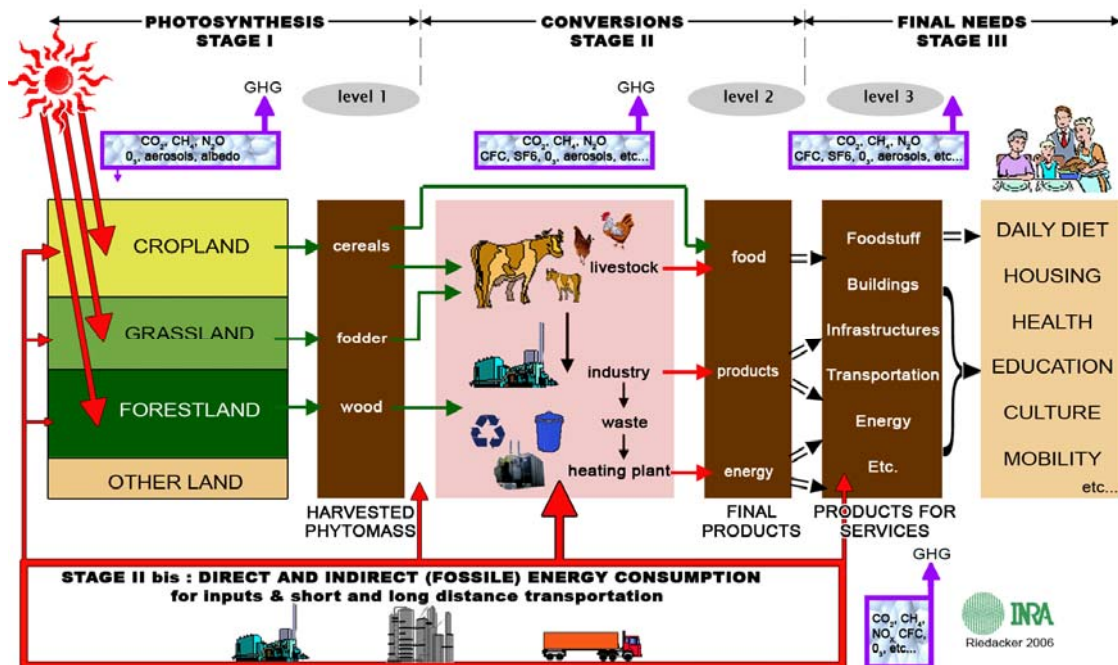 PHOTOSYNTHESIS
STAGE I
CONVERSIONS
STAGE II
FINAL NEEDS
STAGE III
GHG
level 1
GHG
level 2
level 3
CO₂, CH₄, N₂O
0₃, aerosols, albedo
CO₂, CH₄, N₂O
CFC, SF6, 0₃, aerosols, etc...
CO₂, CH₄, N₂O
CFC, SF6, 0₃, aerosols, etc...
CROPLAND
GRASSLAND
FORESTLAND
OTHER LAND
cereals
fodder
wood
HARVESTED
PHYTOMASS
livestock
industry
waste
heating plant
food
products
energy
FINAL
PRODUCTS
Foodstuff
Buildings
Infrastructures
Transportation
Energy
Etc.
PRODUCTS FOR
SERVICES
DAILY DIET
HOUSING
HEALTH
EDUCATION
CULTURE
MOBILITY
etc...
STAGE II bis : DIRECT AND INDIRECT (FOSSILE) ENERGY CONSUMPTION
for inputs & short and long distance transportation
GHG
CO₂, CH₄,
NOₓ, CFC,
0₃, etc...
INRA
Riedacker 2006